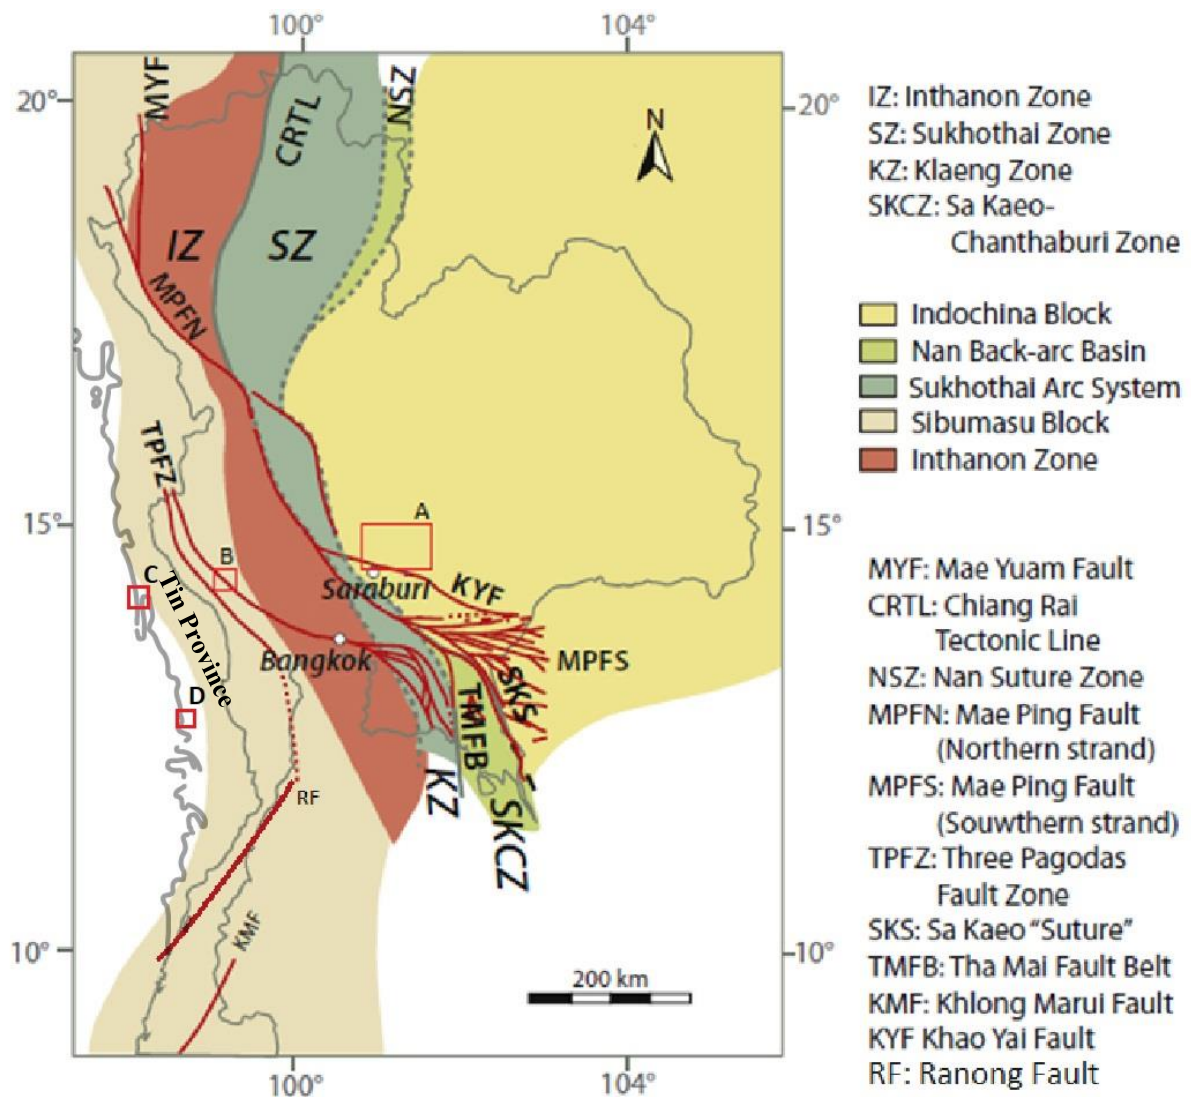 100°
104°
20°
20°
MYF
CRTL
NSZ
N
IZ
SZ
MPFN
TPFZ
15°
15°
A
B
C
Tin Province
Saraburi
KYF
Bangkok
MPFS
SKS
D
TMFB
KZ
SKCZ
RF
KMF
10°
10°
200 km
100°
104°
IZ: Inthanon Zone
SZ: Sukhothai Zone
KZ: Klaeng Zone
SKCZ: Sa Kaeo-
Chanthaburi Zone
Indochina Block
Nan Back-arc Basin
Sukhothai Arc System
Sibumasu Block
Inthanon Zone
MYF: Mae Yuam Fault
CRTL: Chiang Rai
Tectonic Line
NSZ: Nan Suture Zone
MPFN: Mae Ping Fault
(Northern strand)
MPFS: Mae Ping Fault
(Souwthern strand)
TPFZ: Three Pagodas
Fault Zone
SKS: Sa Kaeo “Suture”
TMFB: Tha Mai Fault Belt
KMF: Khlong Marui Fault
KYF Khao Yai Fault
RF: Ranong Fault